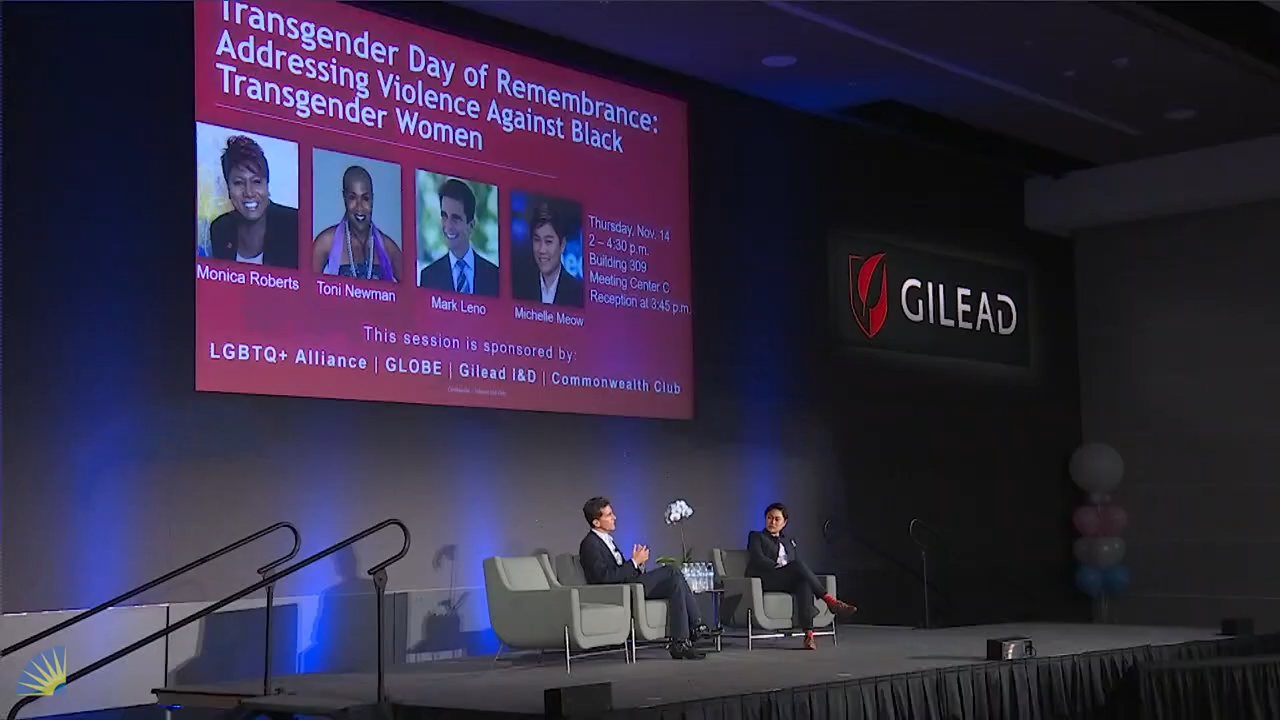 Transgender Day of Remembrance:
Addressing Violence Against Black
Transgender Women
Monica Roberts
Toni Newman
Mark Leno
Michelle Meow
Thursday, Nov. 14
2 – 4:30 p.m.
Building 309
Meeting Center C
Reception at 3:45 p.m.
This session is sponsored by:
LGBTQ+ Alliance | GLOBE | Gilead I&D | Commonwealth Club
GILEAD